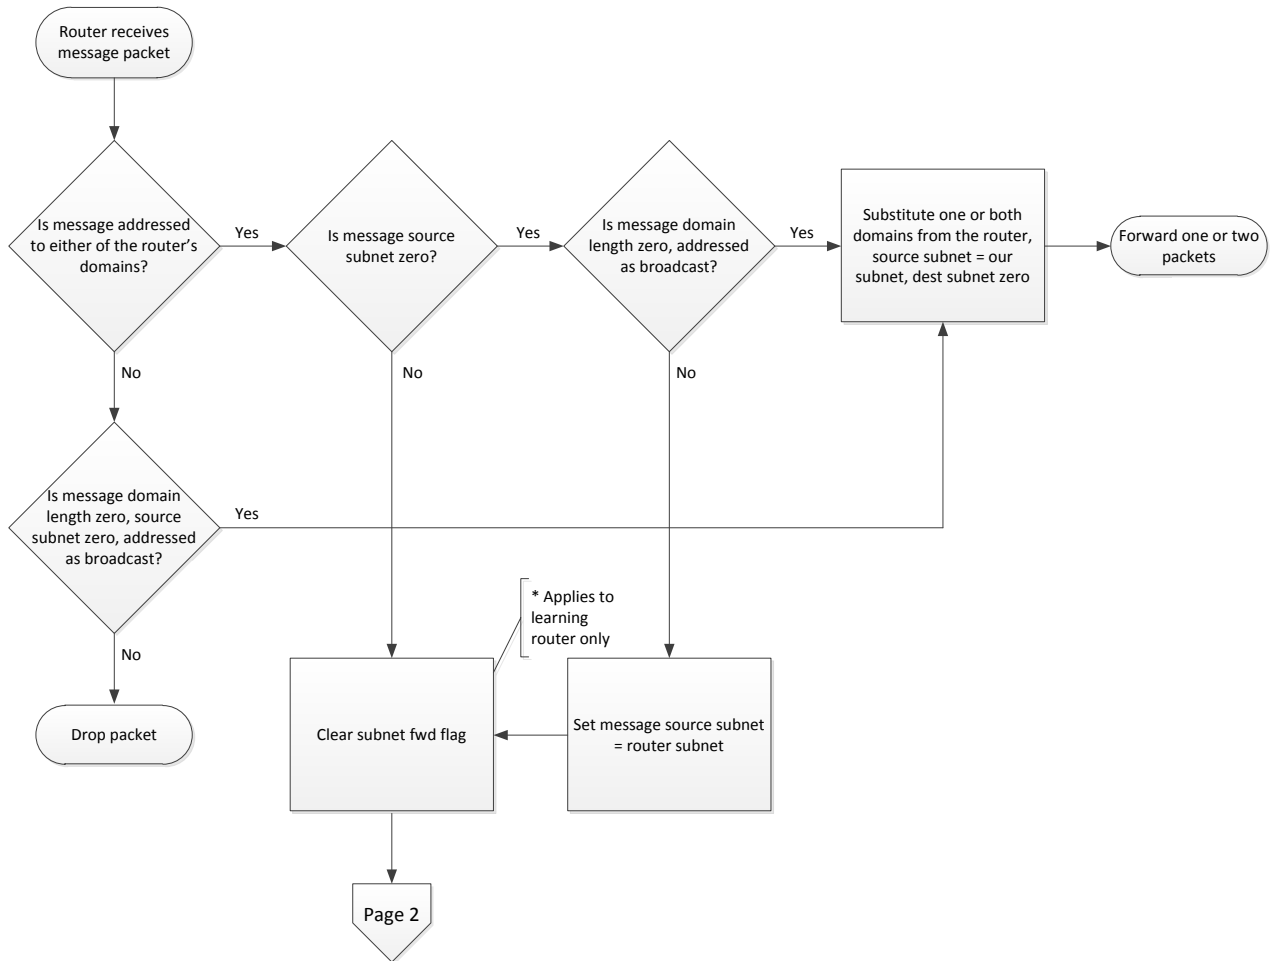 Router receives
message packet
Is message addressed
to either of the router's
domains?
Yes
Is message source
subnet zero?
Yes
Is message domain
length zero, addressed
as broadcast?
Yes
Substitute one or both
domains from the router,
source subnet = our
subnet, dest subnet zero
Forward one or two
packets
No
No
No
Is message domain
length zero, source
subnet zero, addressed
as broadcast?
Yes
* Applies to
learning
router only
No
Drop packet
Clear subnet fwd flag
Set message source subnet
= router subnet
Page 2